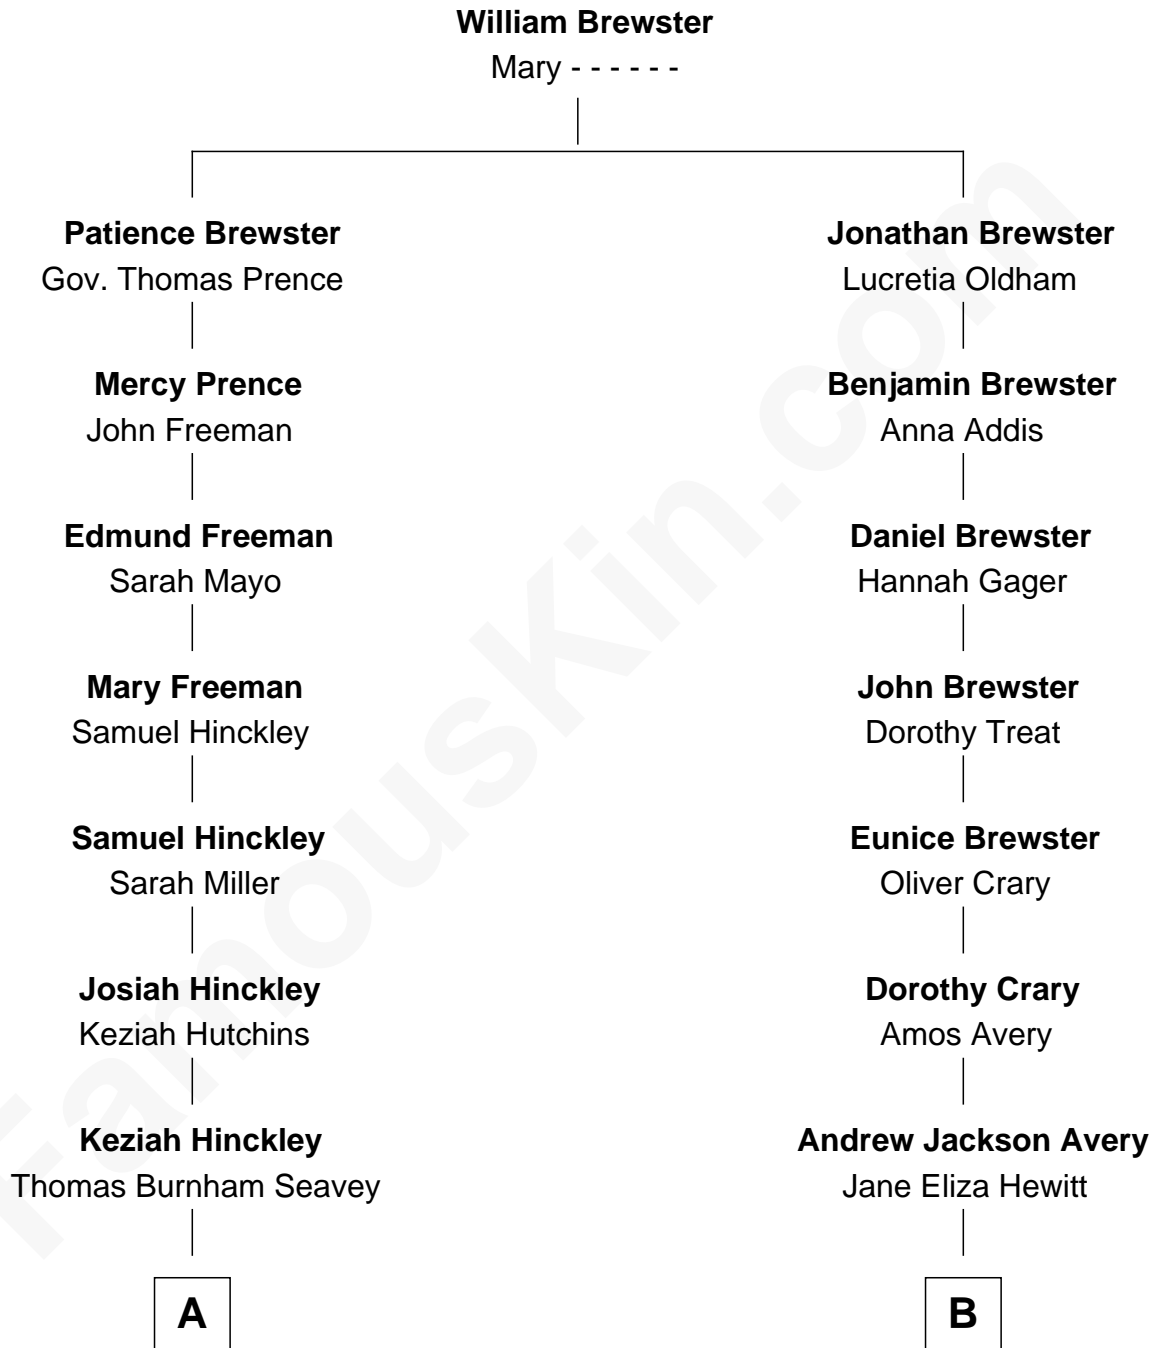 William Brewster
Mary - - - - - -
Patience Brewster
Gov. Thomas Prence
Jonathan Brewster
Lucretia Oldham
Mercy Prence
John Freeman
Benjamin Brewster
Anna Addis
Edmund Freeman
Sarah Mayo
Daniel Brewster
Hannah Gager
Mary Freeman
Samuel Hinckley
John Brewster
Dorothy Treat
Samuel Hinckley
Sarah Miller
Eunice Brewster
Oliver Crary
Josiah Hinckley
Keziah Hutchins
Dorothy Crary
Amos Avery
Keziah Hinckley
Thomas Burnham Seavey
Andrew Jackson Avery
Jane Eliza Hewitt
A
B
FamousKin.com